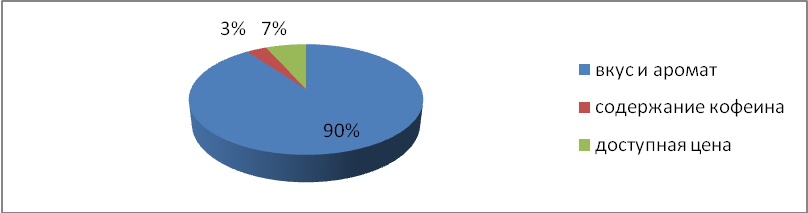 3% 7%
вкус и аромат
содержание кофеина
90%
доступная цена